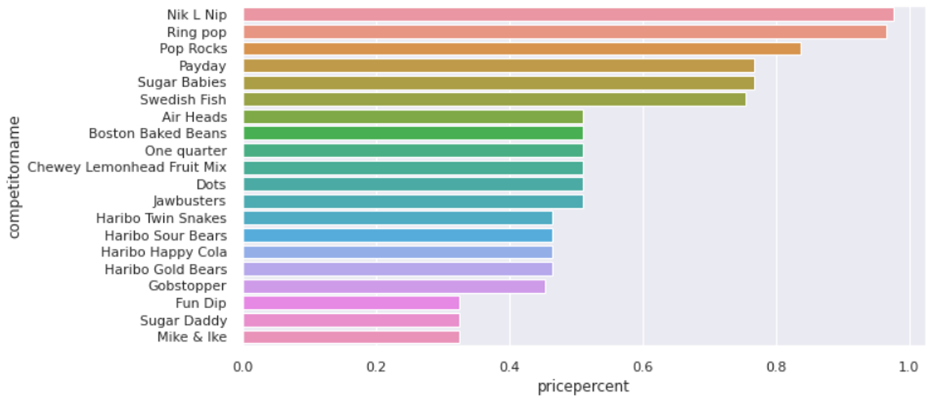 competitorname
Nik L Nip
Ring pop
Pop Rocks
Payday
Sugar Babies
Swedish Fish
Air Heads
Boston Baked Beans
One quarter
Chewey Lemonhead Fruit Mix
Dots
Jawbusters
Haribo Twin Snakes
Haribo Sour Bears
Haribo Happy Cola
Haribo Gold Bears
Gobstopper
Fun Dip
Sugar Daddy
Mike & Ike
0.0 0.2 0.4 0.6 0.8 1.0
pricepercent